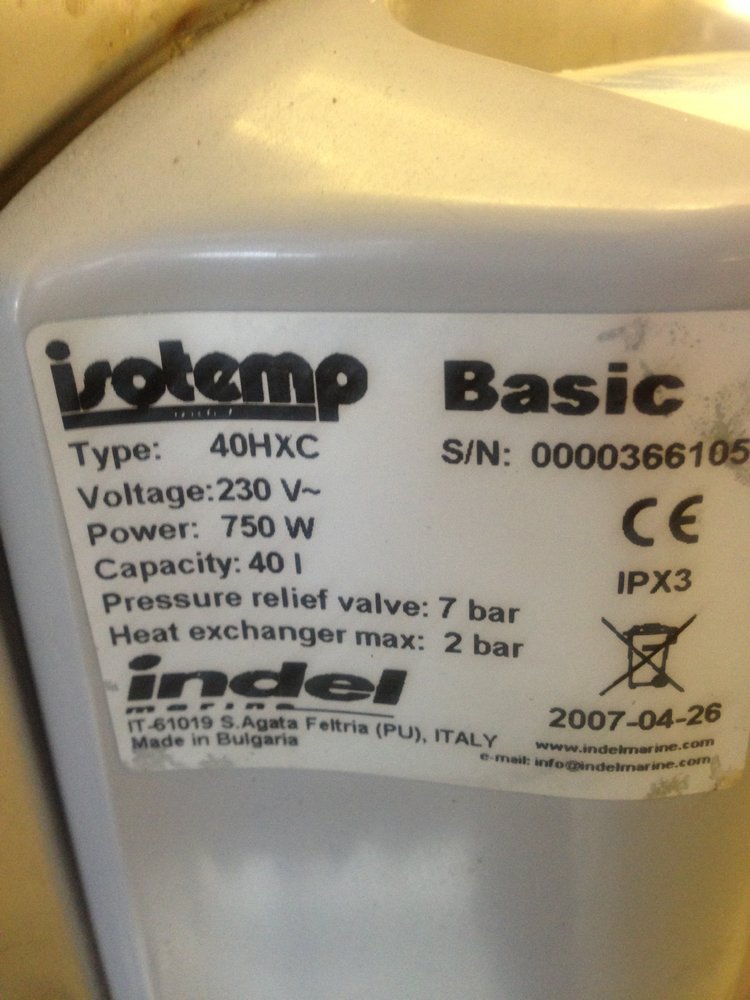 isotemp Basic
Type: 40HXC S/N: 0000366105
Voltage: 230 V~
Power: 750 W
CE
Capacity: 40 l
IPX3
Pressure relief valve: 7 bar
Heat exchanger max: 2 bar
indel
marine
2007-04-26
IT-61019 S.Agata Feltria (PU), ITALY
Made in Bulgaria
www.indelmarine.com
e-mail: info@indelmarine.com